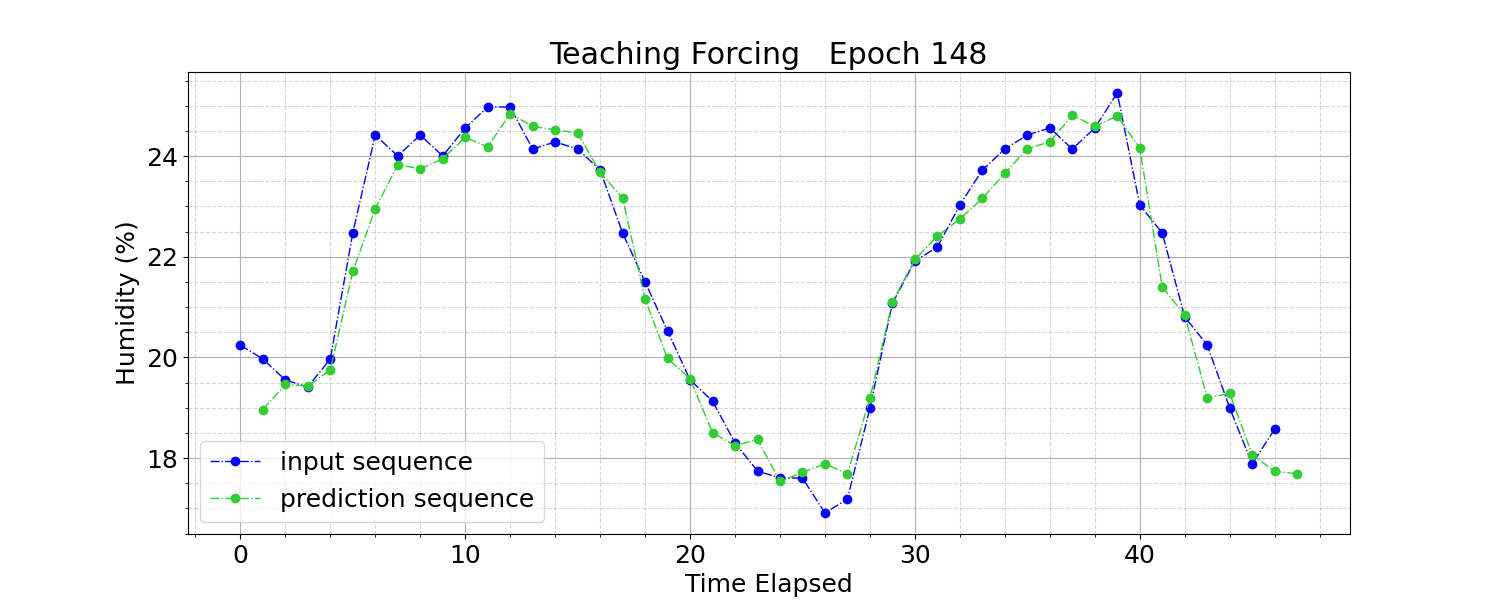 Teaching Forcing   Epoch 148
Humidity (%)
24
22
20
18
input sequence
prediction sequence
0 10 20 30 40
Time Elapsed